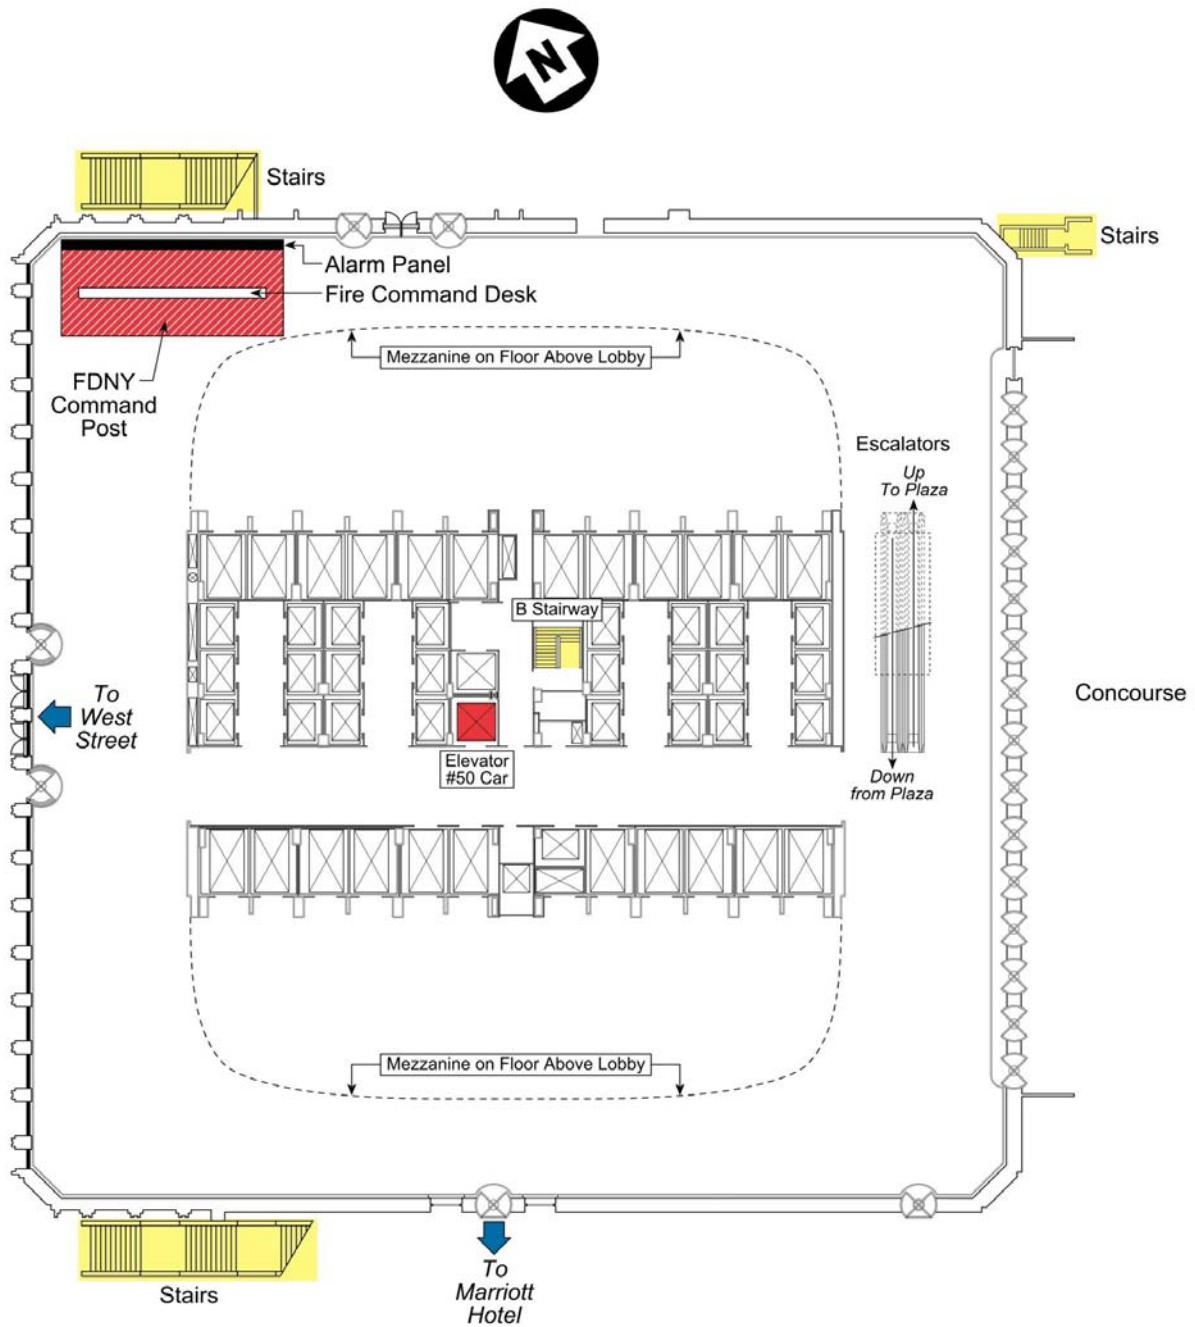 N
Stairs
Stairs
Alarm Panel
Fire Command Desk
Mezzanine on Floor Above Lobby
FDNY
Command
Post
Escalators
Up
To Plaza
B Stairway
To
West
Street
Concourse
Elevator
#50 Car
Down
from Plaza
Mezzanine on Floor Above Lobby
To
Marriott
Hotel
Stairs